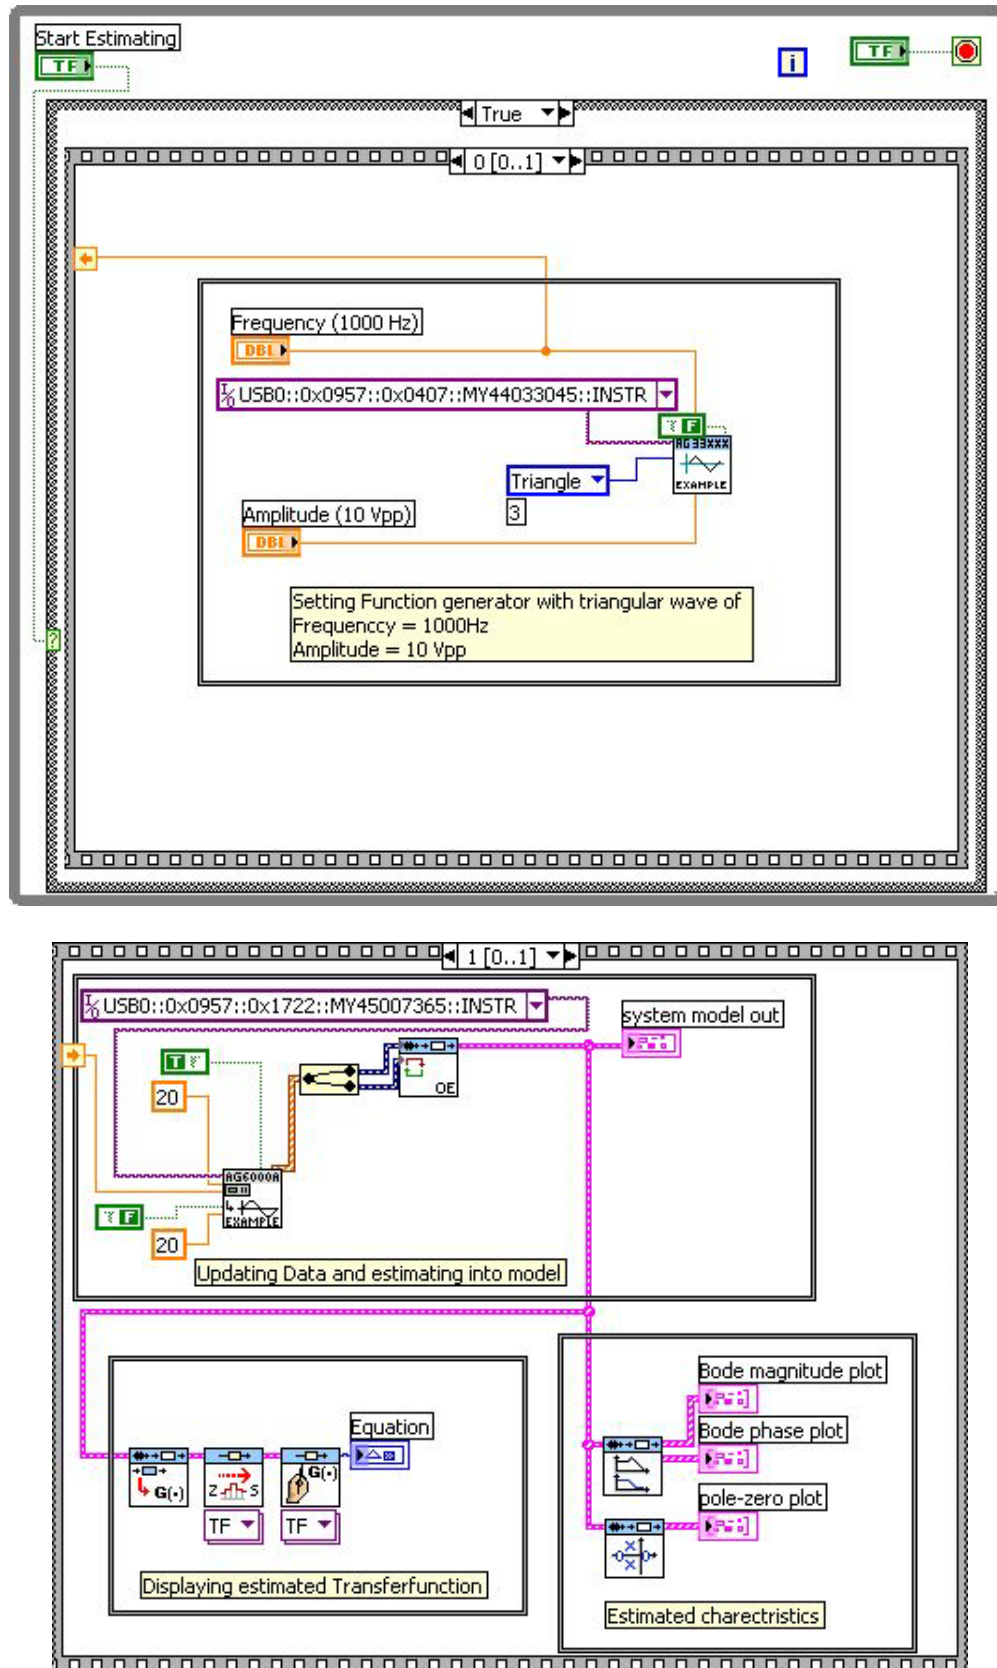 Start Estimating
TF
i
TF
True
0 [0..1]
Frequency (1000 Hz)
DBL
I/O USB0::0x0957::0x0407::MY44033045::INSTR
F
AG33XXX
EXAMPLE
Triangle
3
Amplitude (10 Vpp)
DBL
Setting Function generator with triangular wave of
Frequenccy = 1000Hz
Amplitude = 10 Vpp
?
1 [0..1]
I/O USB0::0x0957::0x1722::MY45007365::INSTR
system model out
T
20
OE
AG6000A
EXAMPLE
F
20
Updating Data and estimating into model
Bode magnitude plot
Bode phase plot
pole-zero plot
Equation
G(·)
Z S
G(·)
TF
TF
Displaying estimated Transferfunction
Estimated charectristics